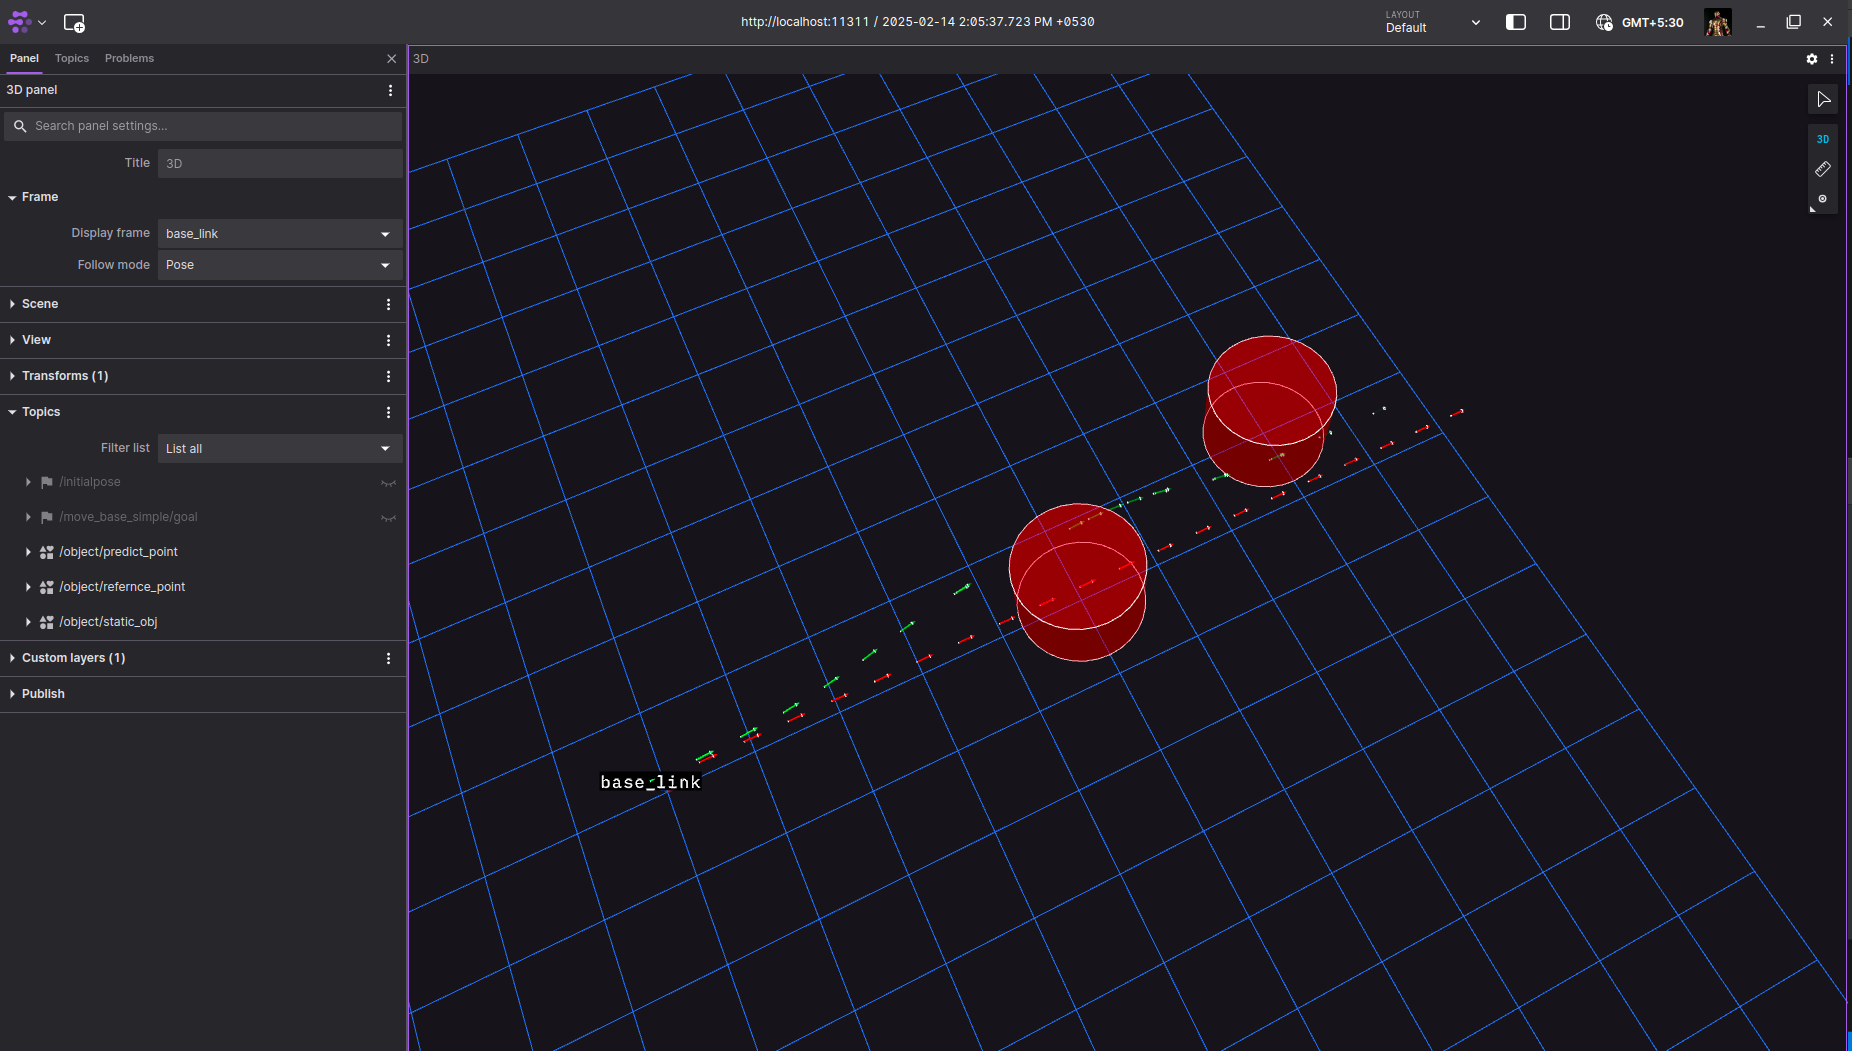 http://localhost:11311 / 2025-02-14 2:05:37.723 PM +0530
LAYOUT
Default
GMT+5:30
Panel
Topics
Problems
3D
3D panel
Search panel settings...
Title
3D
3D
Frame
Display frame
base_link
Follow mode
Pose
Scene
View
Transforms (1)
Topics
Filter list
List all
/initialpose
/move_base_simple/goal
/object/predict_point
/object/refernce_point
/object/static_obj
Custom layers (1)
Publish
base_link